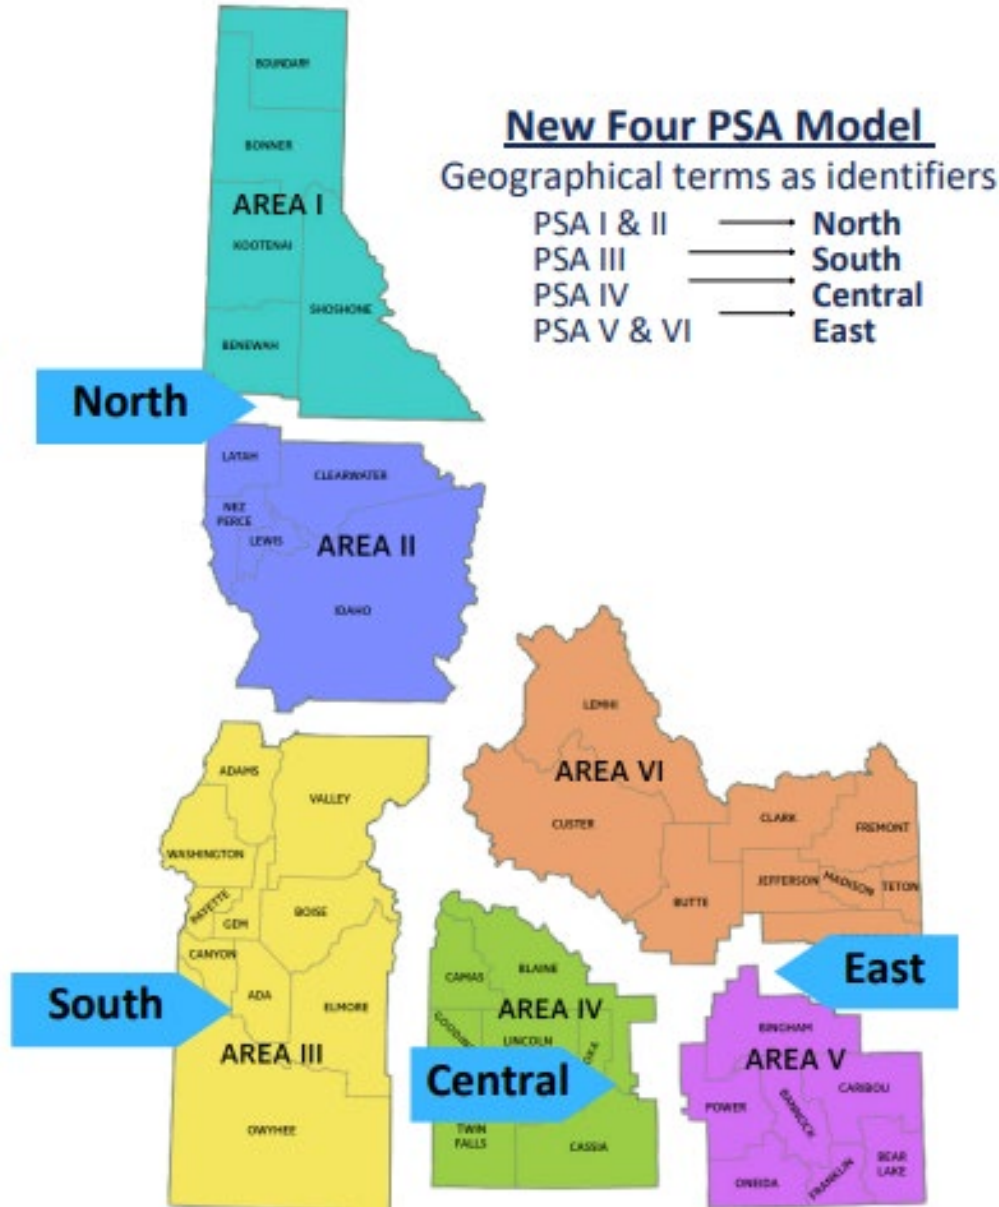 New Four PSA Model
Geographical terms as identifiers
PSA I & II → North
PSA III → South
PSA IV → Central
PSA V & VI → East
BOUNDARY
BONNER
AREA I
KOOTENAI
SHOSHONE
BENEWAH
North
LATAH
CLEARWATER
NEZ
PERCE
LEWIS
AREA II
IDAHO
LEMHI
AREA VI
CUSTER
CLARK
FREMONT
JEFFERSON
MADISON
TETON
BUTTE
ADAMS
VALLEY
WASHINGTON
PAYETTE
GEM
BOISE
CANYON
ADA
ELMORE
South
AREA III
OWYHEE
CAMAS
BLAINE
AREA IV
LINCOLN
Central
TWIN
FALLS
CASSIA
East
BINGHAM
AREA V
CARIBOU
POWER
BANNOCK
BEAR
LAKE
ONEIDA
FRANKLIN